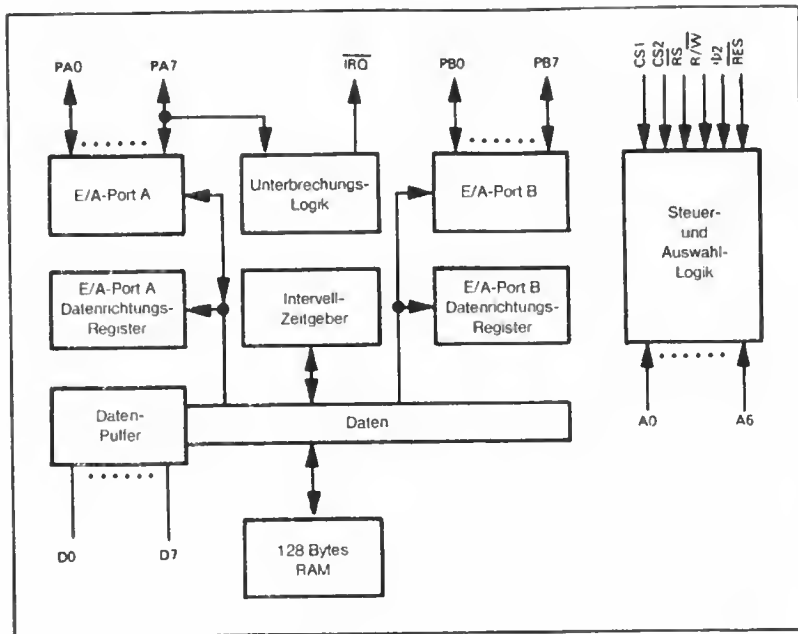 PA0 PA7 IRQ PB0 PB7 CS1 CS2 RS R/W φ2 RES
E/A-Port A
Unterbrechungs-
Logik
E/A-Port B
Steuer-
und
Auswahl-
Logik
E/A-Port A
Datenrichtungs-
Register
Intervell-
Zeitgeber
E/A-Port B
Datenrichtungs-
Register
A0 A6
Daten-
Puffer
Daten
D0 D7
128 Bytes
RAM